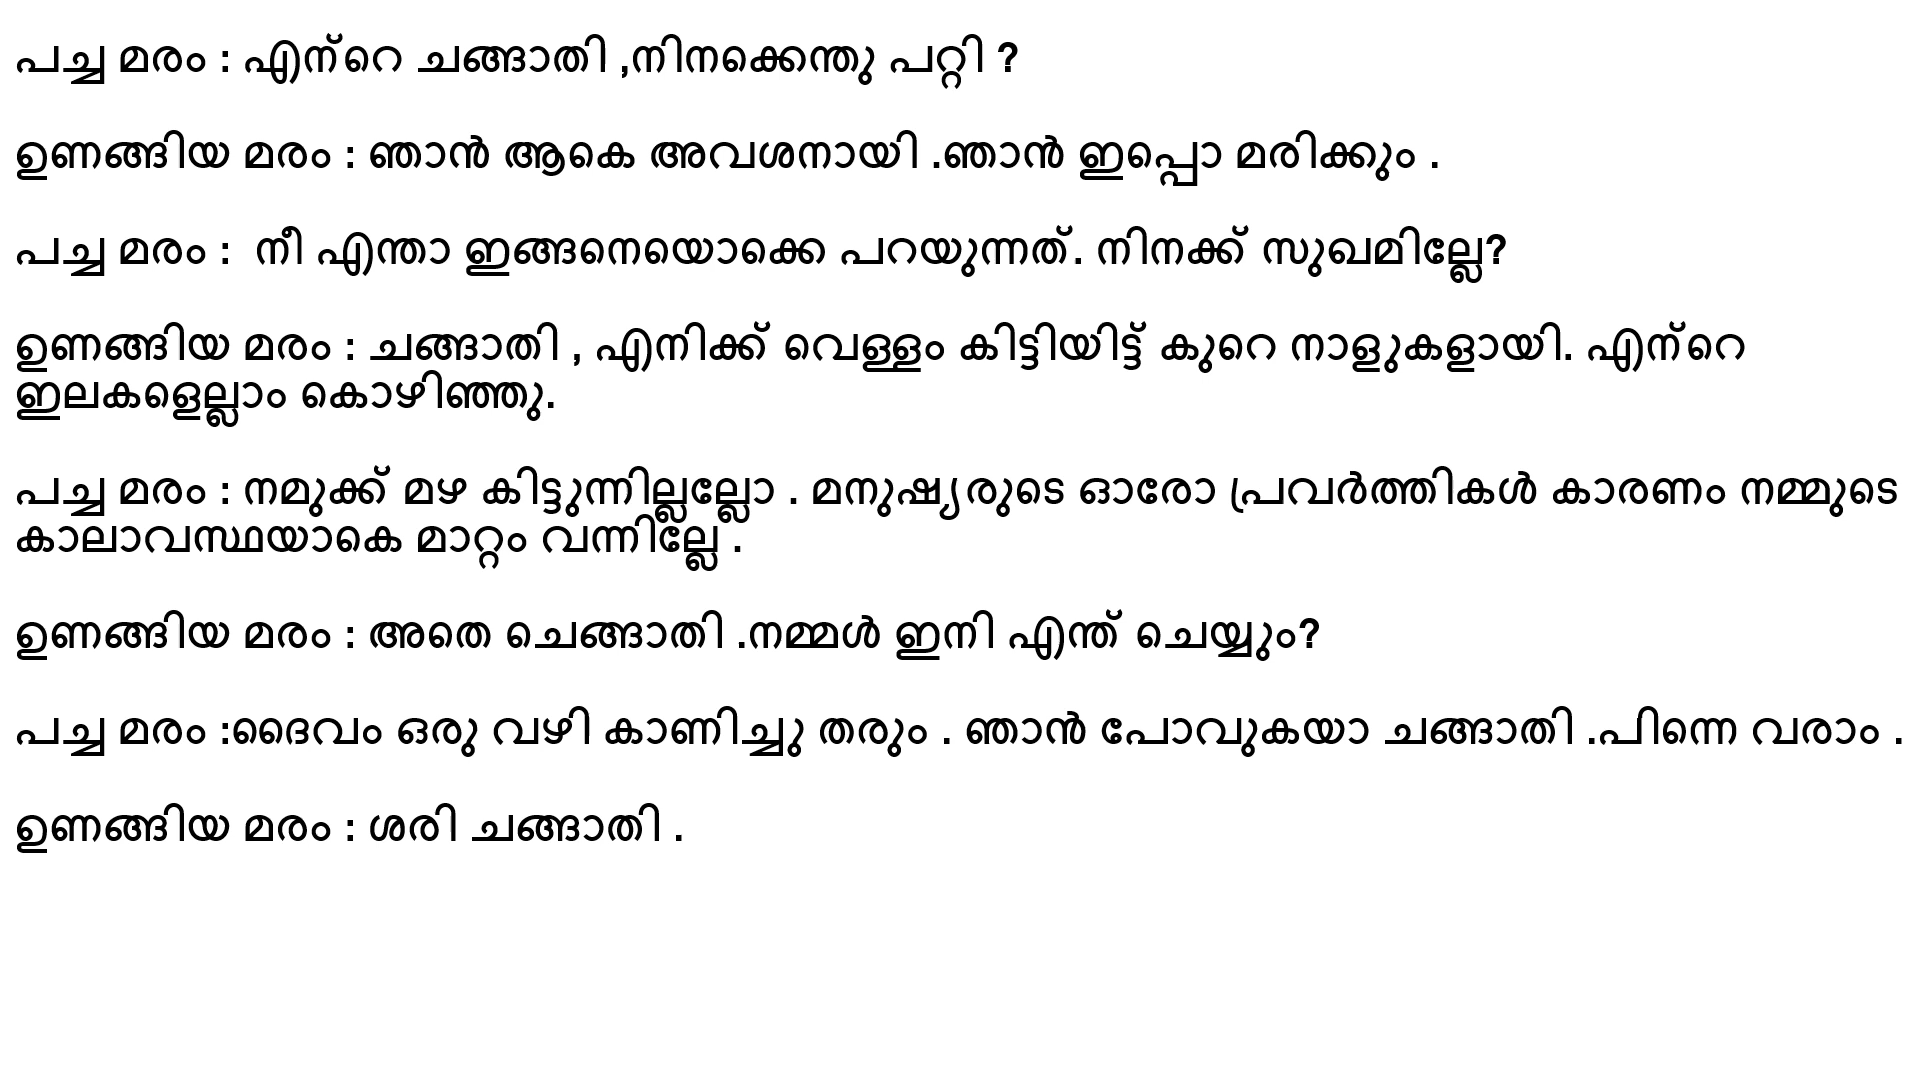 പച്ച മരം : എന്റെ ചങ്ങാതി ,നിനക്കെന്തു പറ്റി ?
ഉണങ്ങിയ മരം : ഞാൻ ആകെ അവശനായി .ഞാൻ ഇപ്പൊ മരിക്കും .
പച്ച മരം :  നീ എന്താ ഇങ്ങനെയൊക്കെ പറയുന്നത്. നിനക്ക് സുഖമില്ലേ?
ഉണങ്ങിയ മരം : ചങ്ങാതി , എനിക്ക് വെള്ളം കിട്ടിയിട്ട് കുറെ നാളുകളായി. എന്റെ
ഇലകളെല്ലാം കൊഴിഞ്ഞു.
പച്ച മരം : നമുക്ക് മഴ കിട്ടുന്നില്ലല്ലോ . മനുഷ്യരുടെ ഓരോ പ്രവർത്തികൾ കാരണം നമ്മുടെ
കാലാവസ്ഥയാകെ മാറ്റം വന്നില്ലേ .
ഉണങ്ങിയ മരം : അതെ ചെങ്ങാതി .നമ്മൾ ഇനി എന്ത് ചെയ്യും?
പച്ച മരം :ദൈവം ഒരു വഴി കാണിച്ചു തരും . ഞാൻ പോവുകയാ ചങ്ങാതി .പിന്നെ വരാം .
ഉണങ്ങിയ മരം : ശരി ചങ്ങാതി .